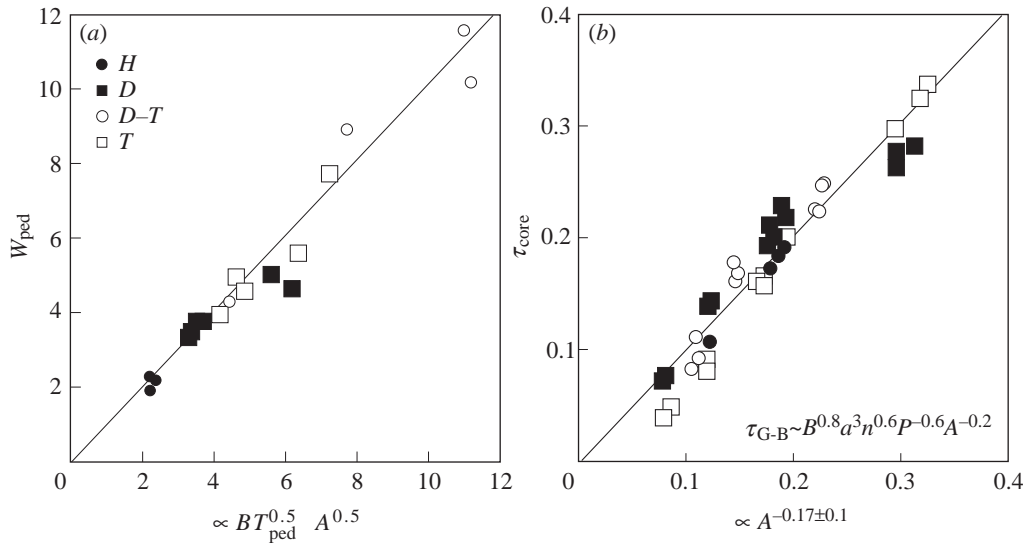 (a)
H
D
D–T
T
12
10
8
6
4
2
0
2
4
6
8
10
12
W_ped
∝ BT_ped^0.5 A^0.5
(b)
0.4
0.3
0.2
0.1
0
0.1
0.2
0.3
0.4
τ_core
τ_G-B~B^0.8a^3n^0.6P^−0.6A^−0.2
∝ A^−0.17±0.1